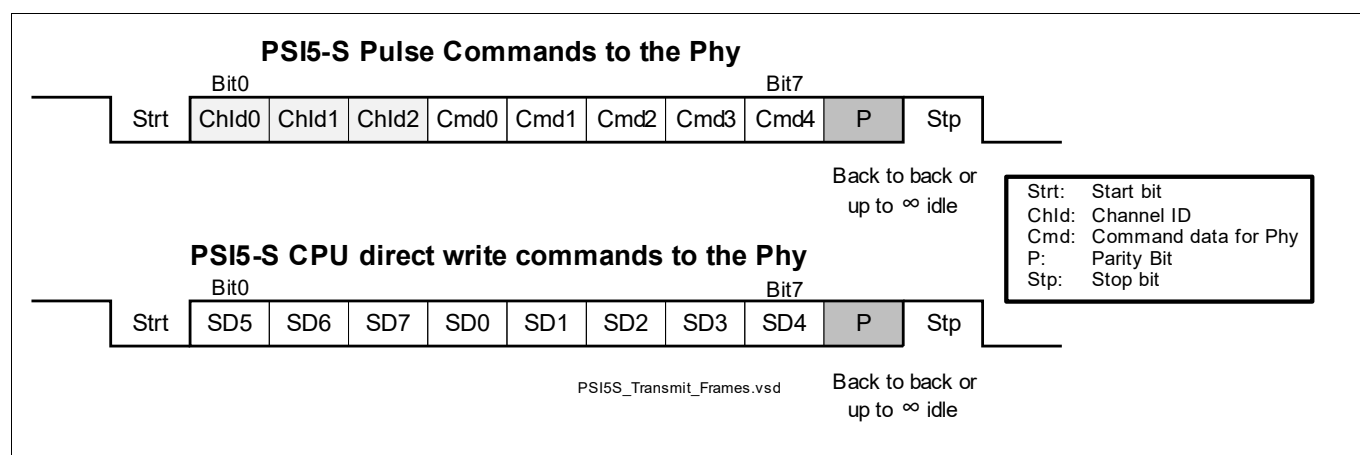 PSI5-S Pulse Commands to the Phy
Bit0 Bit7
Strt ChId0 ChId1 ChId2 Cmd0 Cmd1 Cmd2 Cmd3 Cmd4 P Stp
Back to back or
up to ∞ idle
Strt: Start bit
ChId: Channel ID
Cmd: Command data for Phy
P: Parity Bit
Stp: Stop bit
PSI5-S CPU direct write commands to the Phy
Bit0 Bit7
Strt SD5 SD6 SD7 SD0 SD1 SD2 SD3 SD4 P Stp
PSI5S_Transmit_Frames.vsd
Back to back or
up to ∞ idle